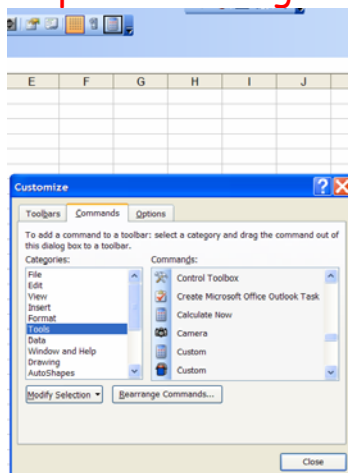 E F G H I J
Customize
Toolbars Commands Options
To add a command to a toolbar: select a category and drag the command out of
this dialog box to a toolbar.
Categories: Commands:
File
Edit
View
Insert
Format
Tools
Data
Window and Help
Drawing
AutoShapes
Control Toolbox
Create Microsoft Office Outlook Task
Calculate Now
Camera
Custom
Custom
Modify Selection Rearrange Commands...
Close